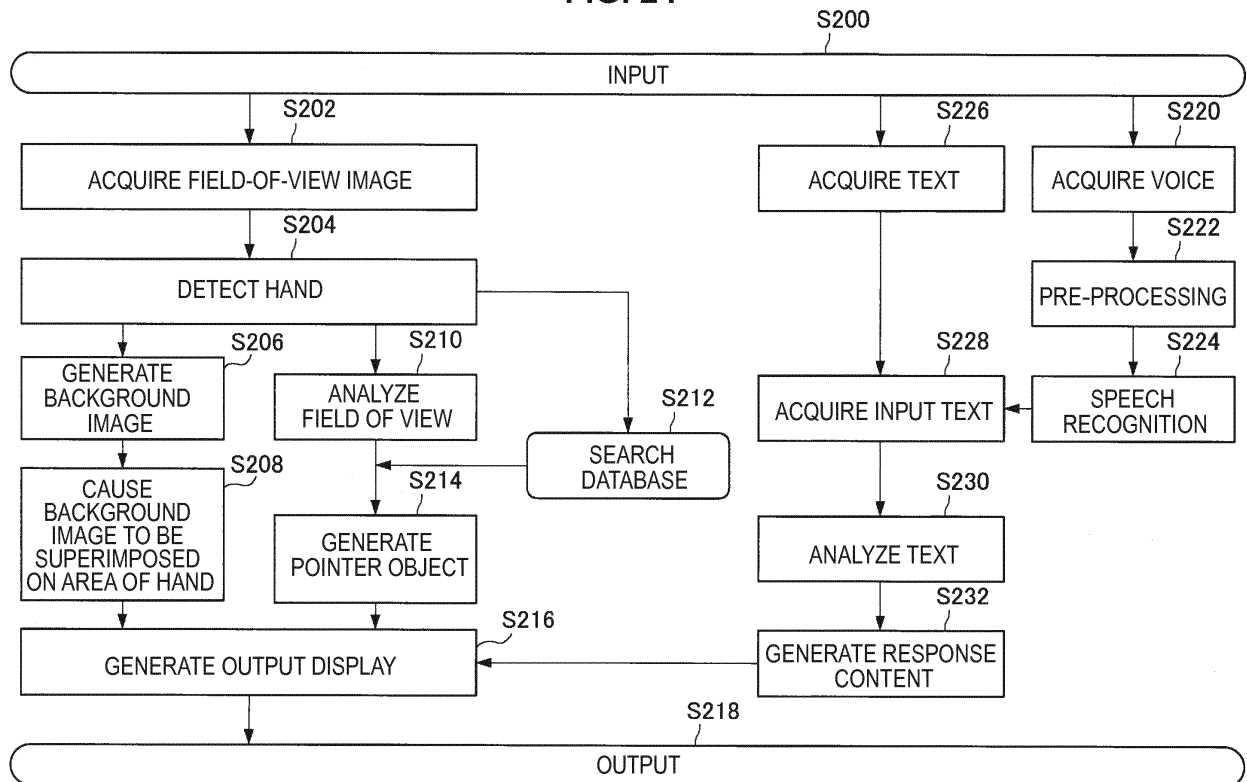 FIG.
S200
INPUT
S202
ACQUIRE FIELD-OF-VIEW IMAGE
S226
ACQUIRE TEXT
S220
ACQUIRE VOICE
S204
DETECT HAND
S222
PRE-PROCESSING
S206
GENERATE
BACKGROUND
IMAGE
S210
ANALYZE
FIELD OF VIEW
S212
SEARCH
DATABASE
S228
ACQUIRE INPUT TEXT
S224
SPEECH
RECOGNITION
S208
CAUSE
BACKGROUND
IMAGE TO BE
SUPERIMPOSED
ON AREA OF HAND
S214
GENERATE
POINTER OBJECT
S230
ANALYZE TEXT
S216
GENERATE OUTPUT DISPLAY
S232
GENERATE RESPONSE
CONTENT
S218
OUTPUT